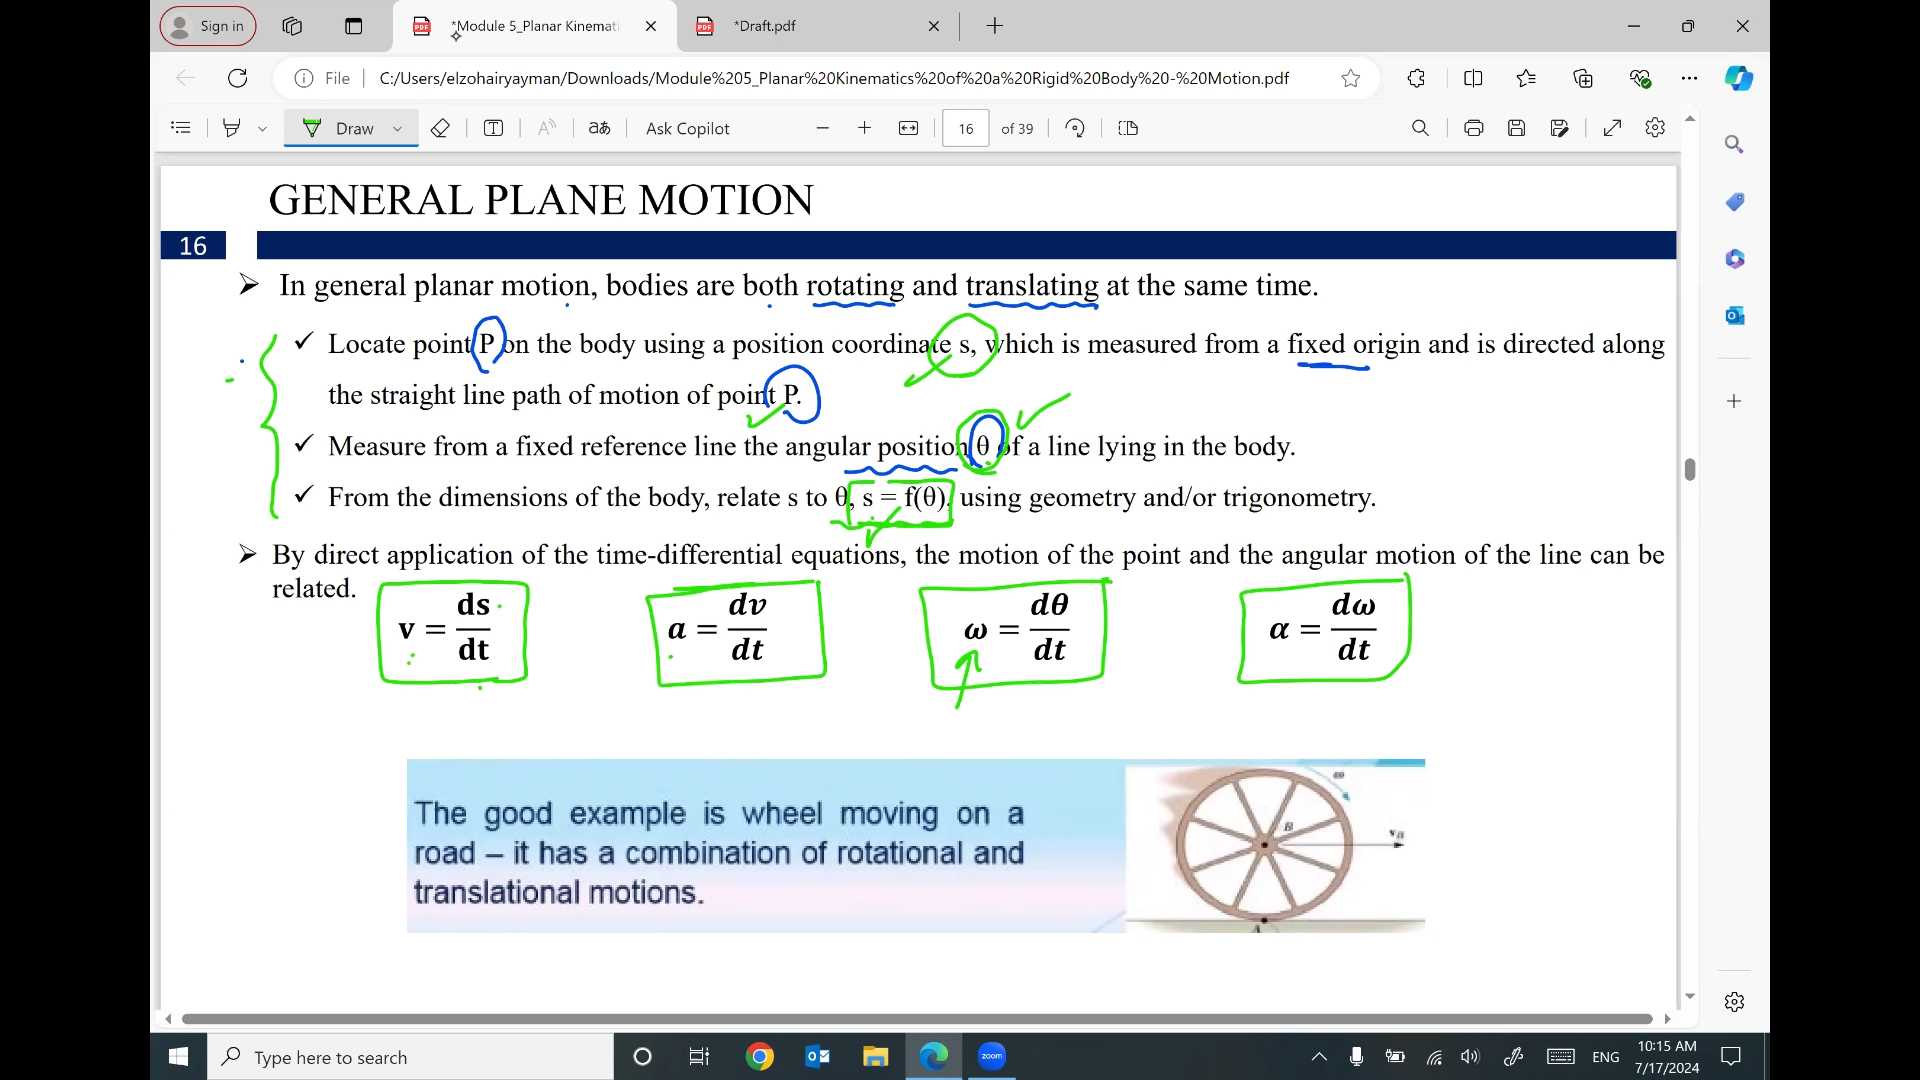 Sign in
*Module 5_Planar Kinemati
*Draft.pdf
File
C:/Users/elzohairyayman/Downloads/Module%205_Planar%20Kinematics%20of%20a%20Rigid%20Body%20-%20Motion.pdf
Draw
aあ
Ask Copilot
16 of 39
GENERAL PLANE MOTION
16
In general planar motion, bodies are both rotating and translating at the same time.
Locate point P on the body using a position coordinate s, which is measured from a fixed origin and is directed along
the straight line path of motion of point P.
Measure from a fixed reference line the angular position θ of a line lying in the body.
From the dimensions of the body, relate s to θ, s = f(θ), using geometry and/or trigonometry.
By direct application of the time-differential equations, the motion of the point and the angular motion of the line can be
related.
v = ds/dt
a = dv/dt
ω = dθ/dt
α = dω/dt
The good example is wheel moving on a
road – it has a combination of rotational and
translational motions.
ω
B
v_B
A
Type here to search
zoom
ENG
10:15 AM
7/17/2024